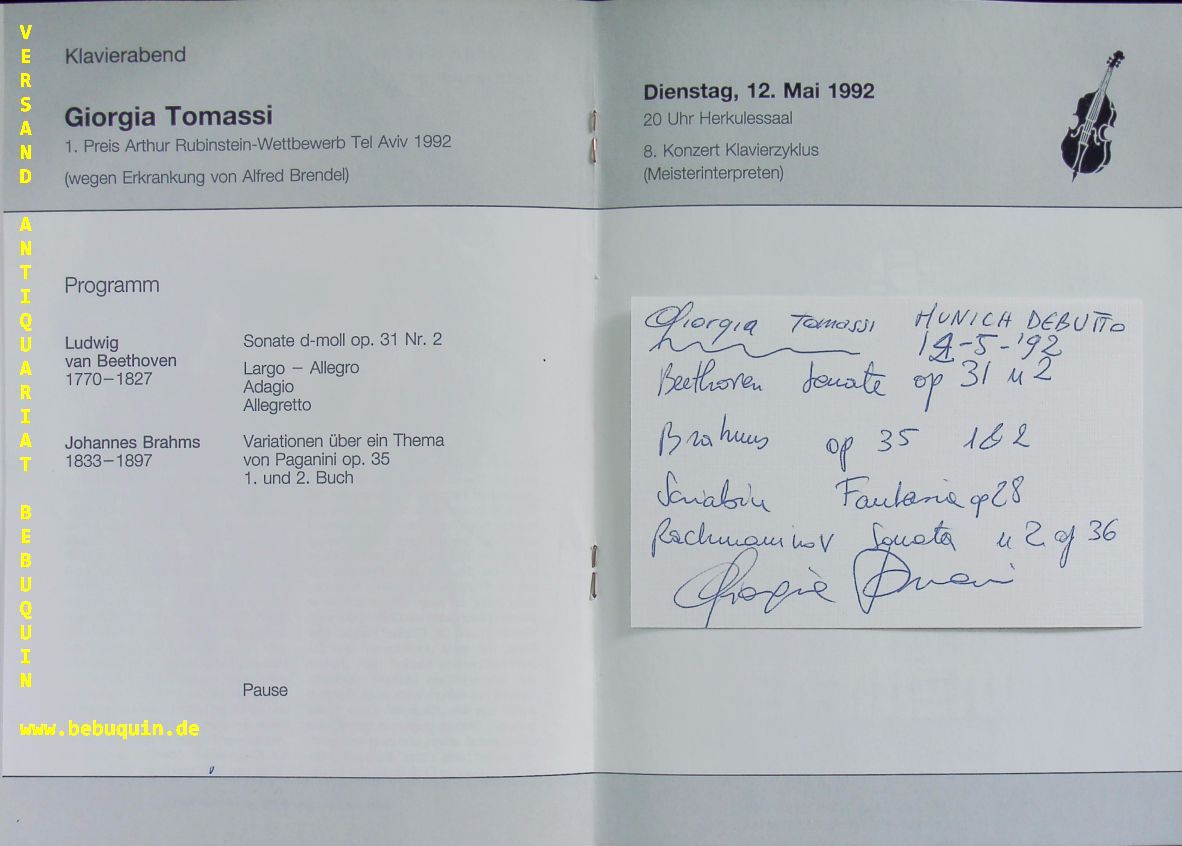 VERSAND ANTIQUARIAT BEBUQUIN
www.bebuquin.de
Klavierabend
Giorgia Tomassi
1. Preis Arthur Rubinstein-Wettbewerb Tel Aviv 1992
(wegen Erkrankung von Alfred Brendel)
Programm
Ludwig
van Beethoven
1770–1827
Sonate d-moll op. 31 Nr. 2
Largo – Allegro
Adagio
Allegretto
Johannes Brahms
1833–1897
Variationen über ein Thema
von Paganini op. 35
1. und 2. Buch
Pause
Dienstag, 12. Mai 1992
20 Uhr Herkulessaal
8. Konzert Klavierzyklus
(Meisterinterpreten)
Giorgia Tomassi MUNICH DEBUTTO
12-5-'92
Beethoven Sonate op 31 n 2
Brahms op 35 1&2
Scriabin Fantasia op 28
Rachmaninov Sonata n 2 op 36
Giorgia Tomassi